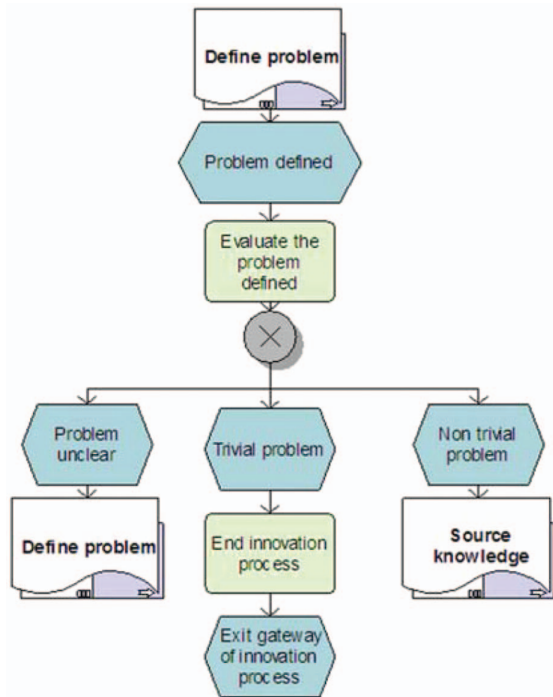 Define problem
Problem defined
Evaluate the
problem
defined
Problem
unclear
Trivial problem
Non trivial
problem
Define problem
End innovation
process
Source
knowledge
Exit gateway
of innovation
process